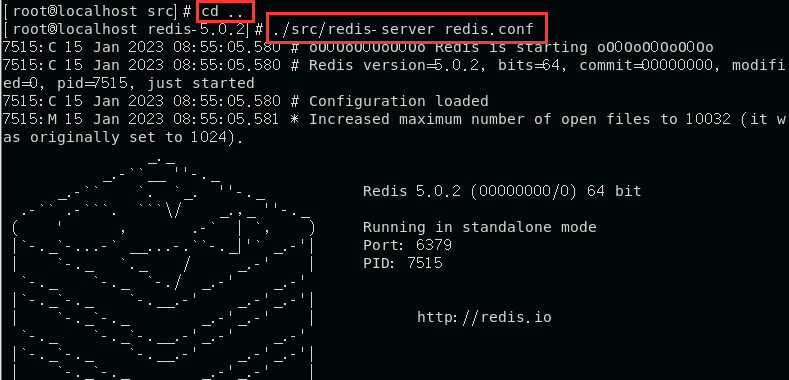 [root@localhost src]# cd ..
[root@localhost redis-5.0.2]# ./src/redis-server redis.conf
7515:C 15 Jan 2023 08:55:05.580 # oO0OoO0OoO0Oo Redis is starting oO0OoO0OoO0Oo
7515:C 15 Jan 2023 08:55:05.580 # Redis version=5.0.2, bits=64, commit=00000000, modifi
ed=0, pid=7515, just started
7515:C 15 Jan 2023 08:55:05.580 # Configuration loaded
7515:M 15 Jan 2023 08:55:05.581 * Increased maximum number of open files to 10032 (it w
as originally set to 1024).
Redis 5.0.2 (00000000/0) 64 bit
Running in standalone mode
Port: 6379
PID: 7515
http://redis.io